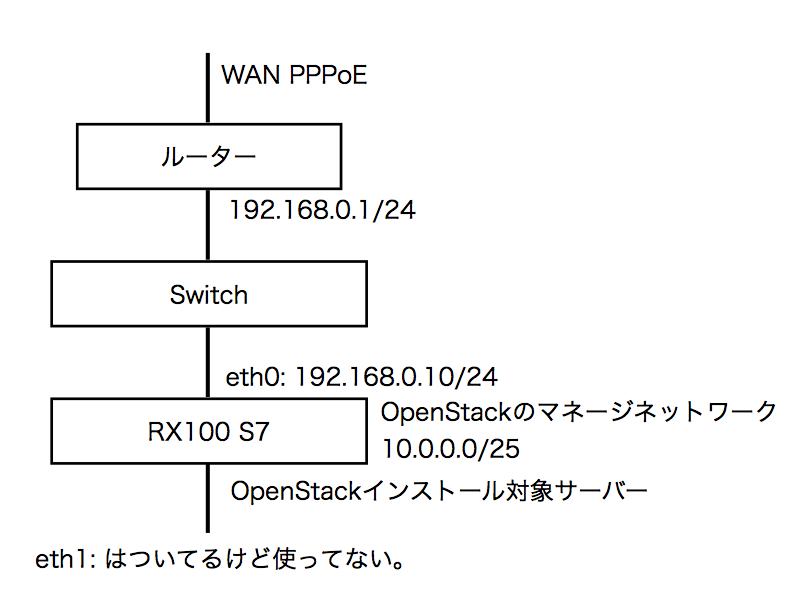 WAN PPPoE
ルーター
192.168.0.1/24
Switch
eth0: 192.168.0.10/24
RX100 S7
OpenStackのマネージネットワーク
10.0.0.0/25
OpenStackインストール対象サーバー
eth1: はついてるけど使ってない。